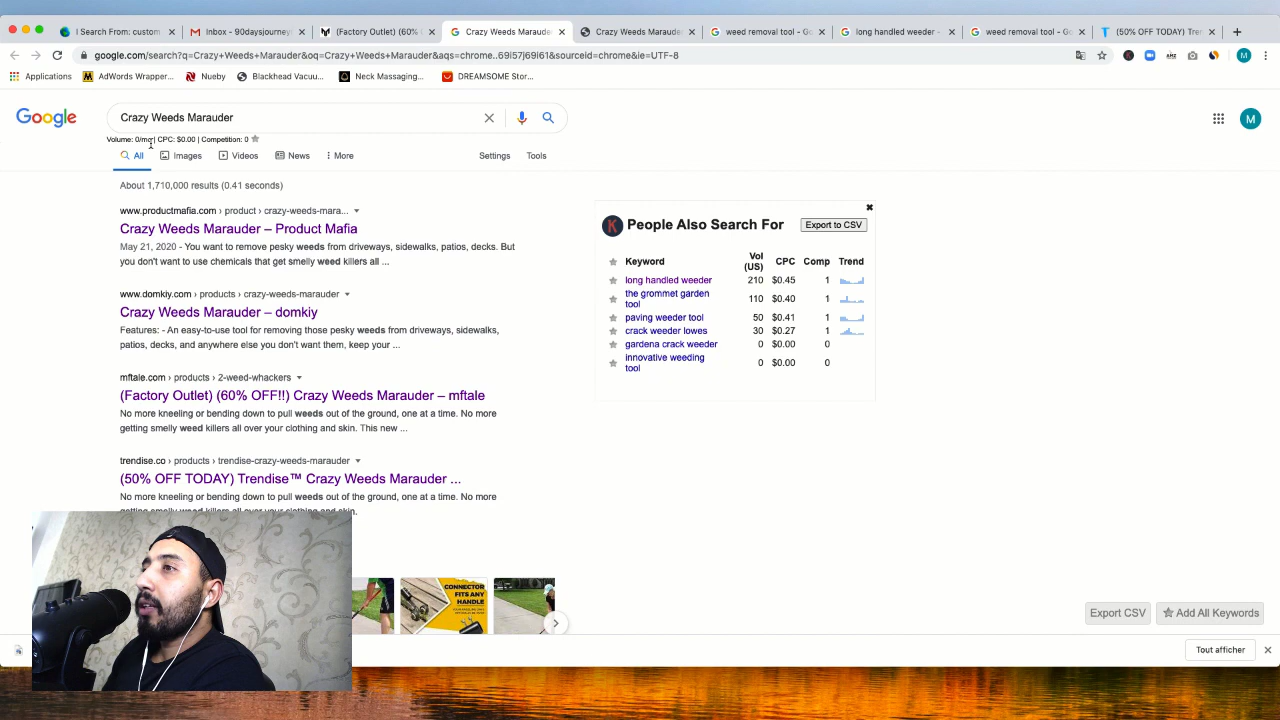 I Search From: custom
Inbox - 90daysjourney
(Factory Outlet) (60%
Crazy Weeds Marauder
Crazy Weeds Marauder
weed removal tool - Go
long handled weeder -
weed removal tool - Go
(50% OFF TODAY) Tren
google.com/search?q=Crazy+Weeds+Marauder&oq=Crazy+Weeds+Marauder&aqs=chrome..69i57j69i61&sourceid=chrome&ie=UTF-8
M
Applications
AdWords Wrapper...
Nueby
Blackhead Vacuu...
Neck Massaging...
DREAMSOME Stor...
Google
Crazy Weeds Marauder
M
Volume: 0/mo | CPC: $0.00 | Competition: 0
All
Images
Videos
News
More
Settings
Tools
About 1,710,000 results (0.41 seconds)
www.productmafia.com › product › crazy-weeds-mara...
Crazy Weeds Marauder – Product Mafia
May 21, 2020 - You want to remove pesky weeds from driveways, sidewalks, patios, decks. But
you don't want to use chemicals that get smelly weed killers all ...
www.domkiy.com › products › crazy-weeds-marauder
Crazy Weeds Marauder – domkiy
Features: - An easy-to-use tool for removing those pesky weeds from driveways, sidewalks,
patios, decks, and anywhere else you don't want them, keep your ...
mftale.com › products › 2-weed-whackers
(Factory Outlet) (60% OFF!!) Crazy Weeds Marauder – mftale
No more kneeling or bending down to pull weeds out of the ground, one at a time. No more
getting smelly weed killers all over your clothing and skin. This new ...
trendise.co › products › trendise-crazy-weeds-marauder
(50% OFF TODAY) Trendise™ Crazy Weeds Marauder ...
No more kneeling or bending down to pull weeds out of the ground, one at a time. No more
getting smelly weed killers all over your clothing and skin.
K
People Also Search For
Export to CSV
Keyword Vol (US) CPC Comp Trend
long handled weeder 210 $0.45 1
the grommet garden tool 110 $0.40 1
paving weeder tool 50 $0.41 1
crack weeder lowes 30 $0.27 1
gardena crack weeder 0 $0.00 0
innovative weeding tool 0 $0.00 0
CONNECTOR
FITS ANY
HANDLE
Export CSV
Add All Keywords
Tout afficher